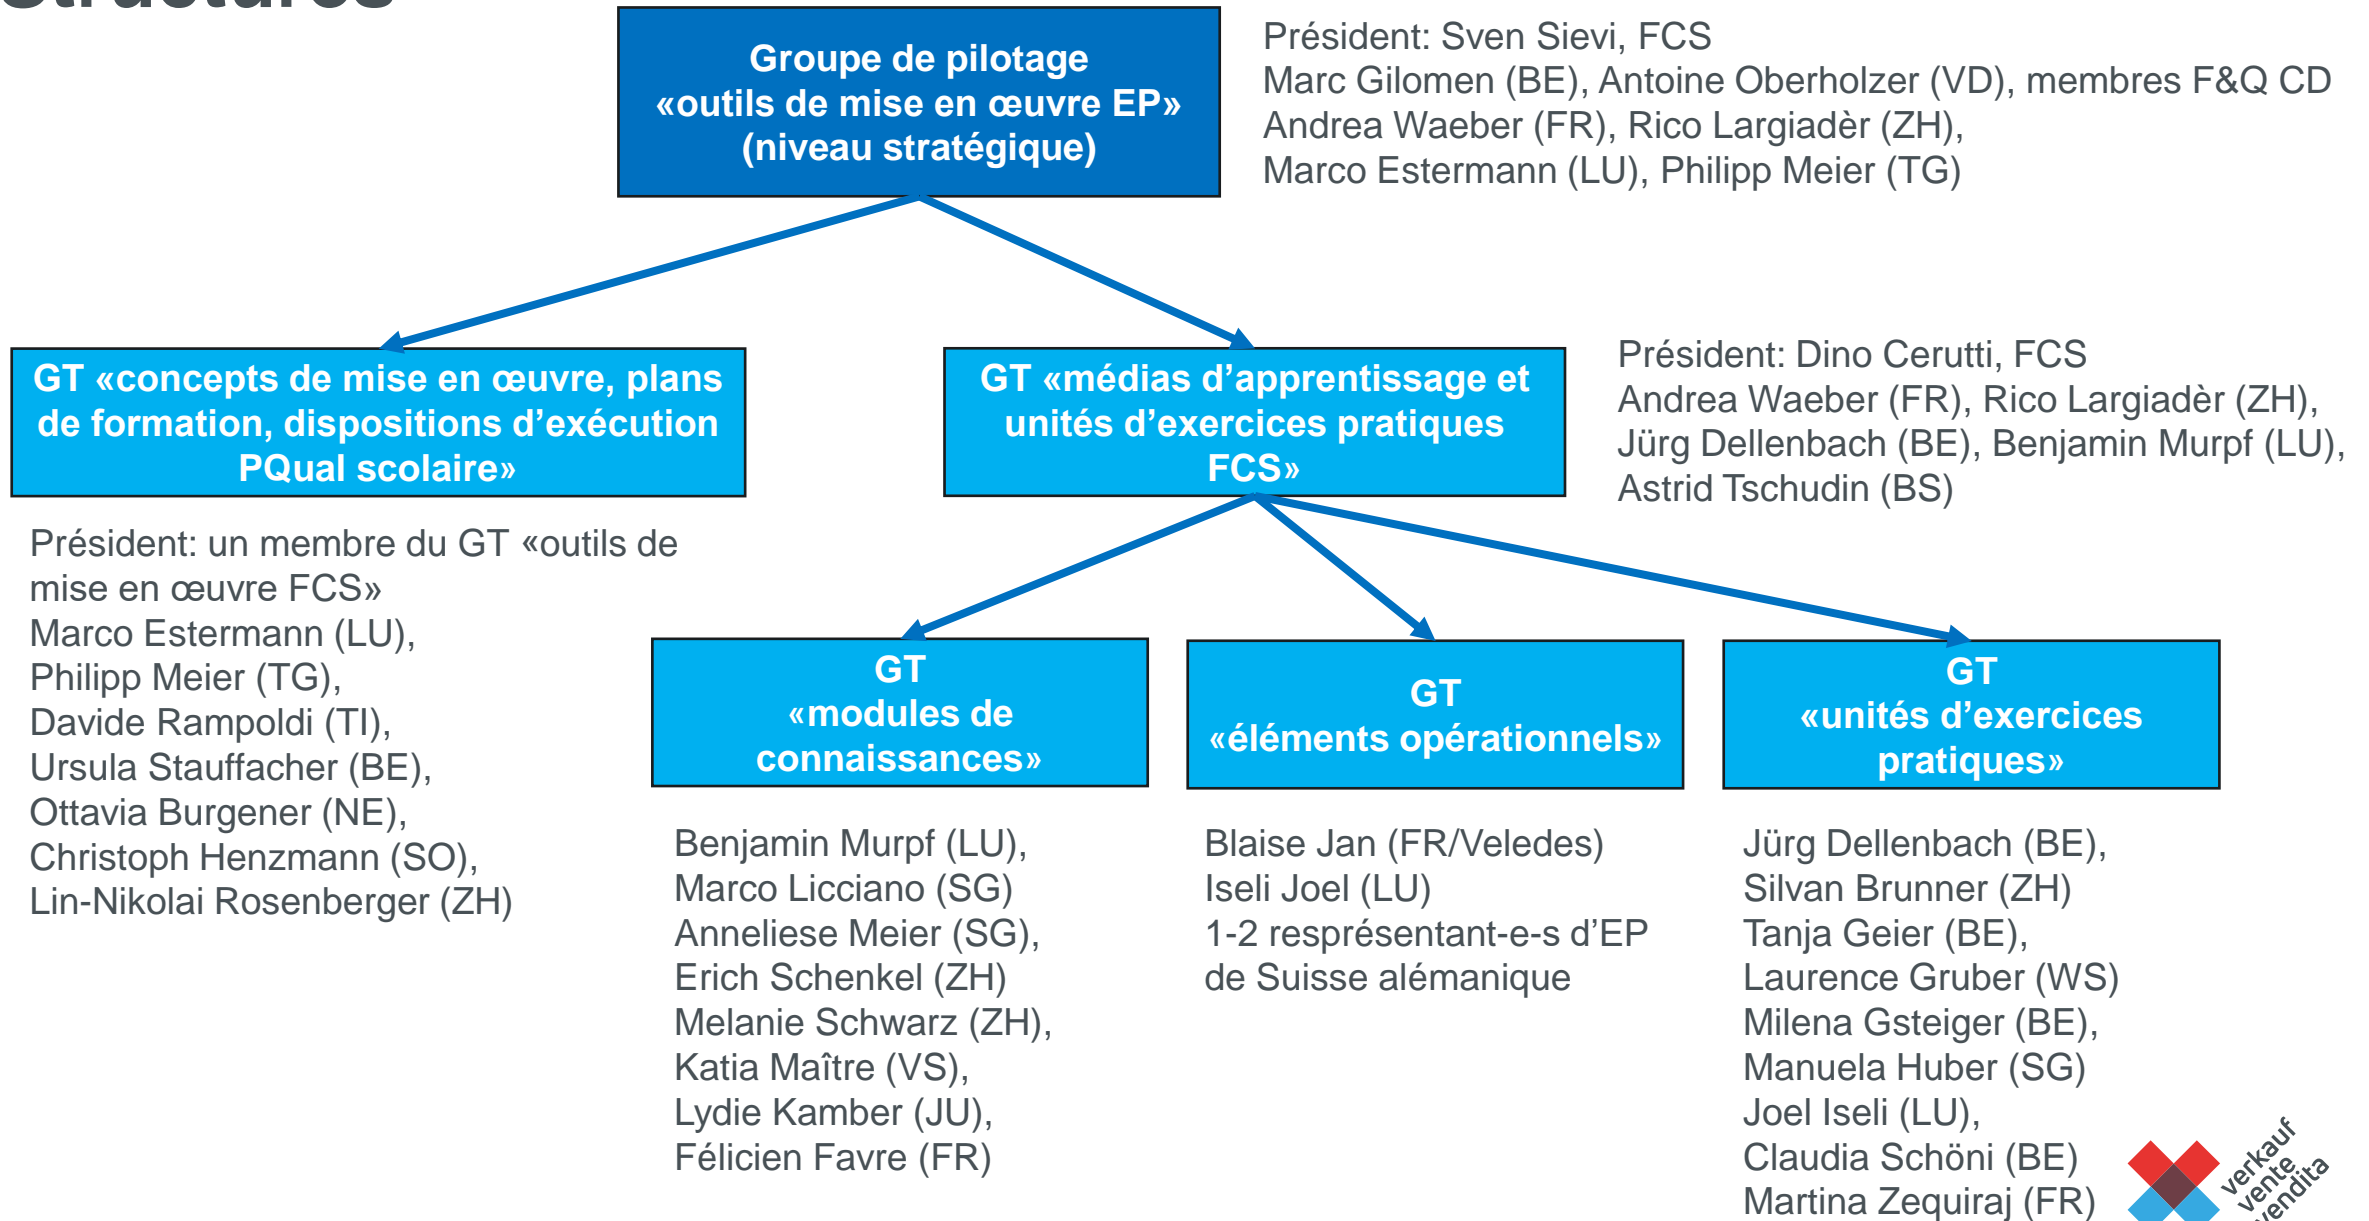 Structures
Groupe de pilotage
«outils de mise en œuvre EP»
(niveau stratégique)
Président: Sven Sievi, FCS
Marc Gilomen (BE), Antoine Oberholzer (VD), membres F&Q CD
Andrea Waeber (FR), Rico Largiadèr (ZH),
Marco Estermann (LU), Philipp Meier (TG)
GT «concepts de mise en œuvre, plans
de formation, dispositions d’exécution
PQual scolaire»
GT «médias d’apprentissage et
unités d’exercices pratiques
FCS»
Président: Dino Cerutti, FCS
Andrea Waeber (FR), Rico Largiadèr (ZH),
Jürg Dellenbach (BE), Benjamin Murpf (LU),
Astrid Tschudin (BS)
Président: un membre du GT «outils de
mise en œuvre FCS»
Marco Estermann (LU),
Philipp Meier (TG),
Davide Rampoldi (TI),
Ursula Stauffacher (BE),
Ottavia Burgener (NE),
Christoph Henzmann (SO),
Lin-Nikolai Rosenberger (ZH)
GT
«modules de
connaissances»
GT
«éléments opérationnels»
GT
«unités d’exercices
pratiques»
Benjamin Murpf (LU),
Marco Licciano (SG)
Anneliese Meier (SG),
Erich Schenkel (ZH)
Melanie Schwarz (ZH),
Katia Maître (VS),
Lydie Kamber (JU),
Félicien Favre (FR)
Blaise Jan (FR/Veledes)
Iseli Joel (LU)
1-2 resprésentant-e-s d’EP
de Suisse alémanique
Jürg Dellenbach (BE),
Silvan Brunner (ZH)
Tanja Geier (BE),
Laurence Gruber (WS)
Milena Gsteiger (BE),
Manuela Huber (SG)
Joel Iseli (LU),
Claudia Schöni (BE)
Martina Zequiraj (FR)
verkauf
vente
vendita